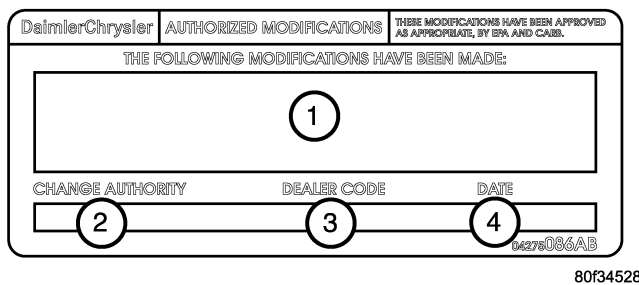 DaimlerChrysler AUTHORIZED MODIFICATIONS THESE MODIFICATIONS HAVE BEEN APPROVED
AS APPROPRIATE, BY EPA AND CARB.
THE FOLLOWING MODIFICATIONS HAVE BEEN MADE:
1
CHANGE AUTHORITY DEALER CODE DATE
2 3 4
04275086AB
80f34528